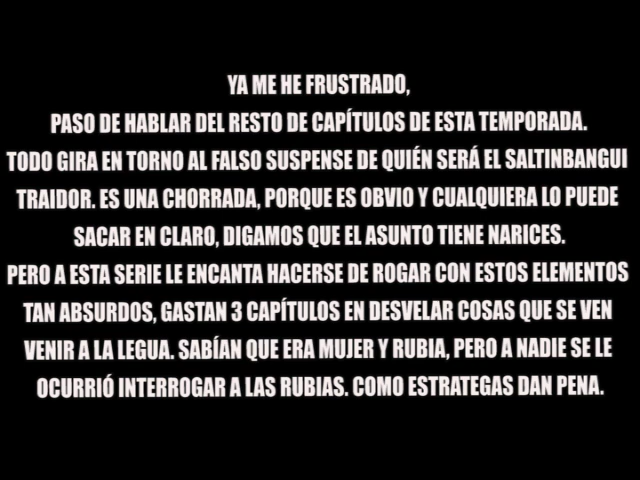 YA ME HE FRUSTRADO,
PASO DE HABLAR DEL RESTO DE CAPÍTULOS DE ESTA TEMPORADA.
TODO GIRA EN TORNO AL FALSO SUSPENSE DE QUIÉN SERÁ EL SALTINBANGUI
TRAIDOR. ES UNA CHORRADA, PORQUE ES OBVIO Y CUALQUIERA LO PUEDE
SACAR EN CLARO, DIGAMOS QUE EL ASUNTO TIENE NARICES.
PERO A ESTA SERIE LE ENCANTA HACERSE DE ROGAR CON ESTOS ELEMENTOS
TAN ABSURDOS, GASTAN 3 CAPÍTULOS EN DESVELAR COSAS QUE SE VEN
VENIR A LA LEGUA. SABÍAN QUE ERA MUJER Y RUBIA, PERO A NADIE SE LE
OCURRIÓ INTERROGAR A LAS RUBIAS. COMO ESTRATEGAS DAN PENA.